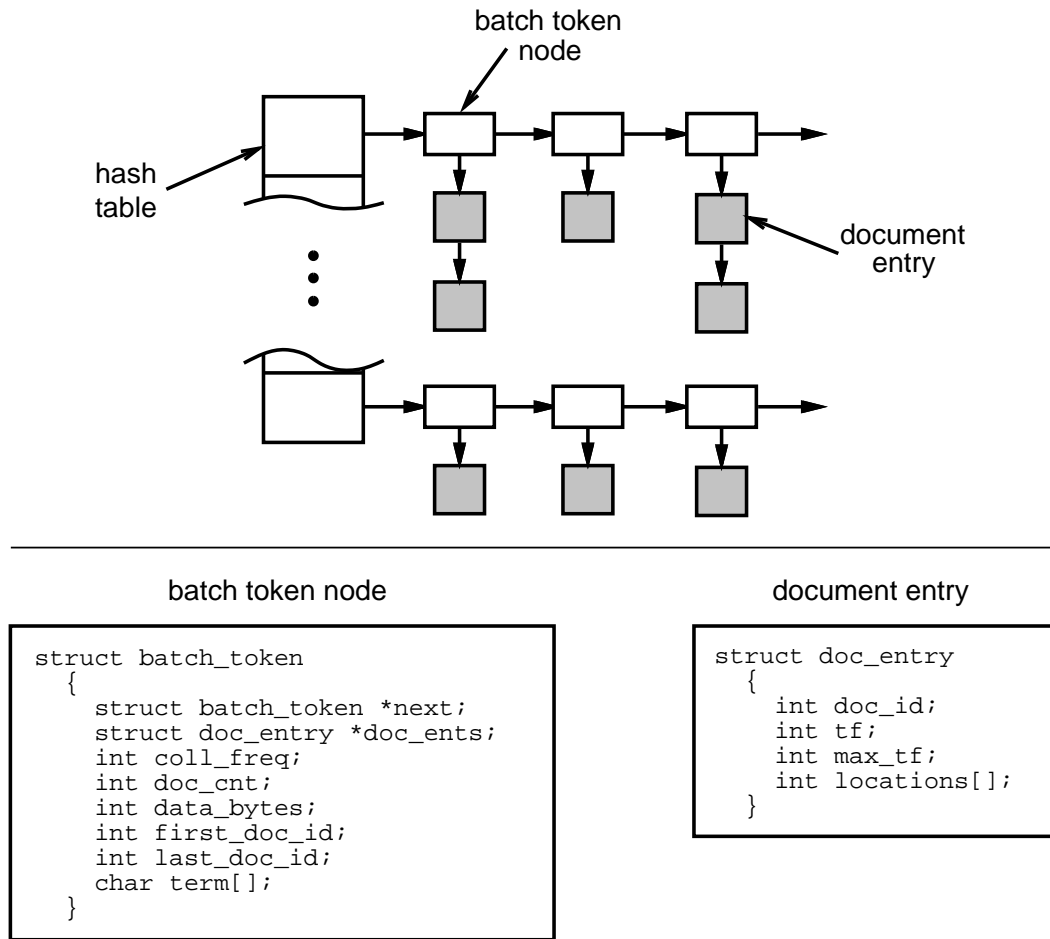 batch token
node
hash
table
document
entry
batch token node
document entry
struct batch_token
{
struct batch_token *next;
struct doc_entry *doc_ents;
int coll_freq;
int doc_cnt;
int data_bytes;
int first_doc_id;
int last_doc_id;
char term[];
}
struct doc_entry
{
int doc_id;
int tf;
int max_tf;
int locations[];
}